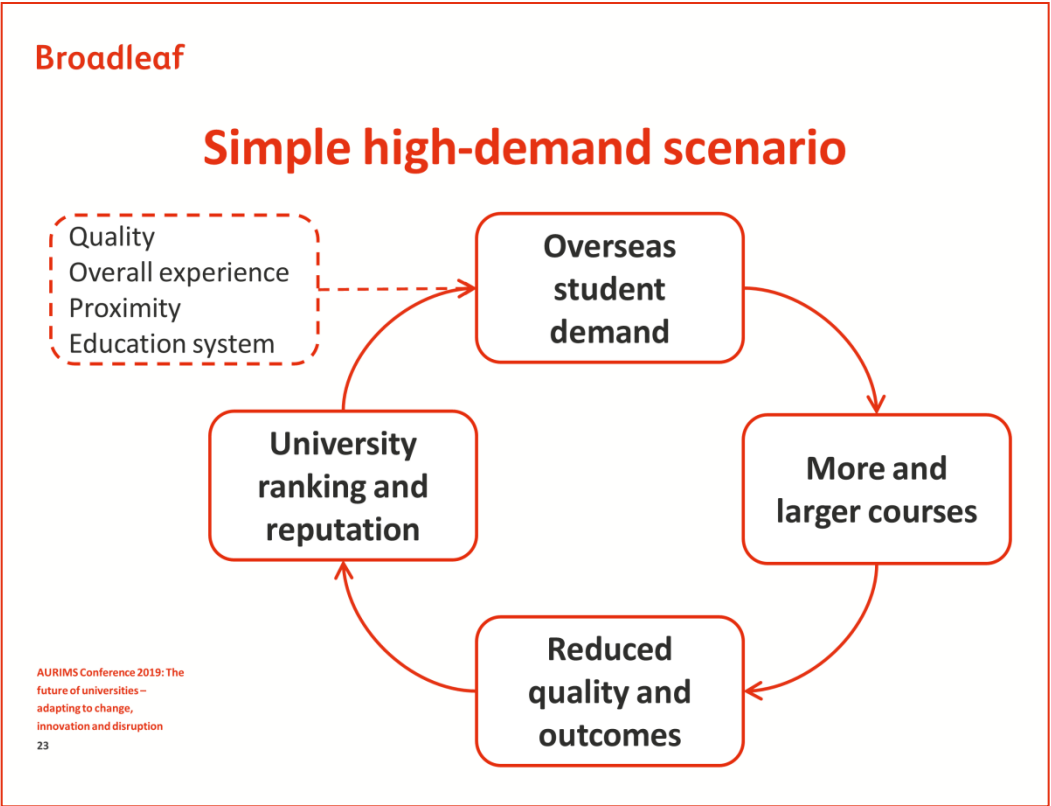 Broadleaf
Simple high-demand scenario
Quality
Overall experience
Proximity
Education system
Overseas
student
demand
University
ranking and
reputation
More and
larger courses
Reduced
quality and
outcomes
AURIMS Conference 2019: The
future of universities –
adapting to change,
innovation and disruption
23